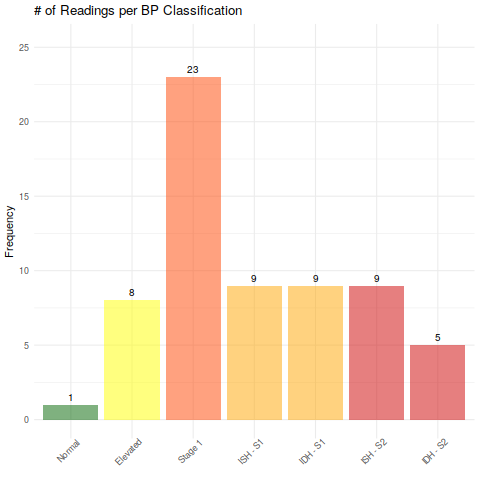 # of Readings per BP Classification
Frequency
25
20
15
10
5
0
1
8
23
9
9
9
5
Normal
Elevated
Stage 1
ISH - S1
IDH - S1
ISH - S2
IDH - S2